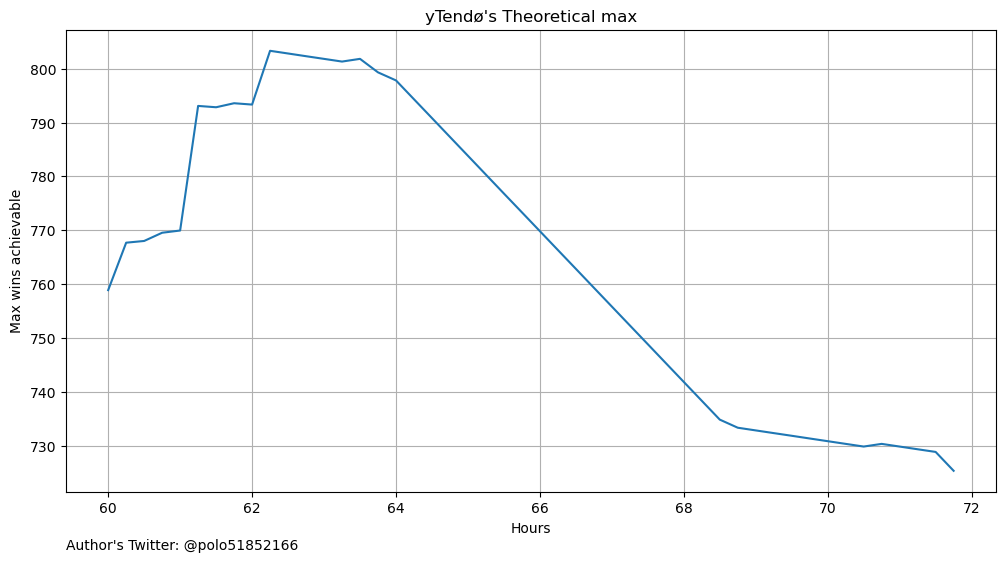 yTendø's Theoretical max
Max wins achievable
800
790
780
770
760
750
740
730
60 62 64 66 68 70 72
Hours
Author's Twitter: @polo51852166